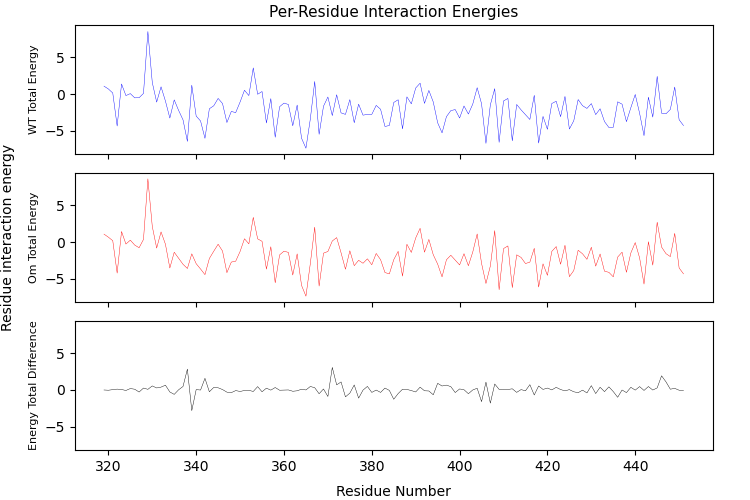 Per-Residue Interaction Energies
Residue interaction energy
WT Total Energy
5
0
−5
Om Total Energy
5
0
−5
Energy Total Difference
5
0
−5
320 340 360 380 400 420 440
Residue Number